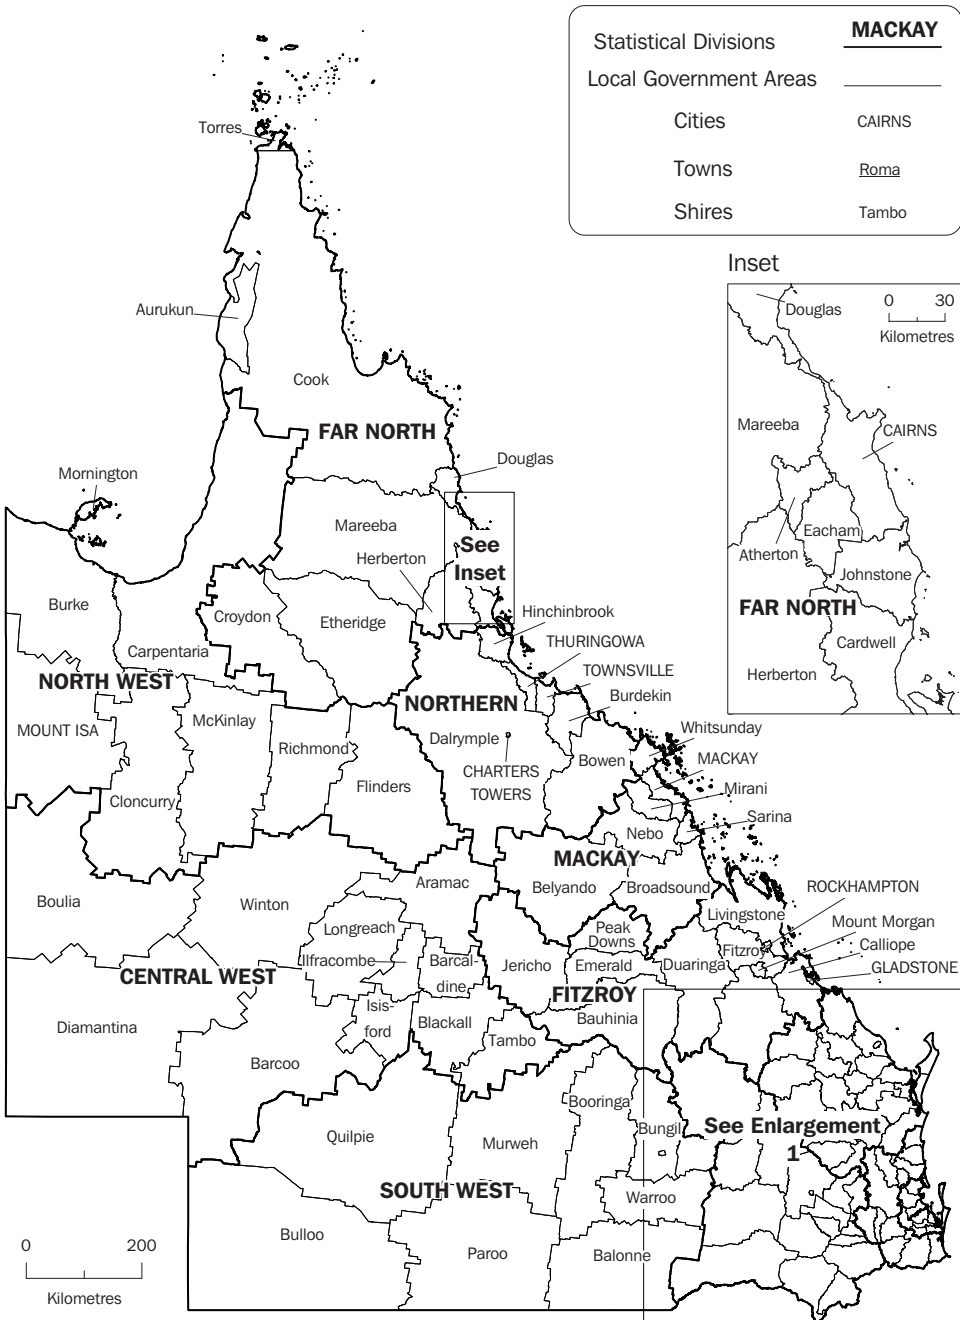 Statistical Divisions
MACKAY
Local Government Areas
Cities
CAIRNS
Towns
Roma
Shires
Tambo
Inset
Douglas
0 30
Kilometres
Mareeba
CAIRNS
Eacham
Atherton
Johnstone
FAR NORTH
Cardwell
Herberton
Torres
Aurukun
Cook
FAR NORTH
Douglas
Mornington
Mareeba
Herberton
See
Inset
Hinchinbrook
Burke
Croydon
Etheridge
THURINGOWA
Carpentaria
TOWNSVILLE
NORTH WEST
Burdekin
NORTHERN
McKinlay
MOUNT ISA
Whitsunday
Dalrymple
Richmond
Bowen
MACKAY
CHARTERS
TOWERS
Flinders
Mirani
Cloncurry
Sarina
Nebo
MACKAY
Aramac
Belyando
Broadsound
ROCKHAMPTON
Boulia
Winton
Livingstone
Mount Morgan
Longreach
Peak
Downs
Calliope
Fitzroy
Ilfracombe
Barcal-
dine
Jericho
Emerald
Duaringa
GLADSTONE
CENTRAL WEST
FITZROY
Isis-
ford
Bauhinia
Diamantina
Blackall
Tambo
Barcoo
Booringa
See Enlargement
1
Bungil
Quilpie
Murweh
SOUTH WEST
Warroo
Bulloo
Paroo
Balonne
0 200
Kilometres